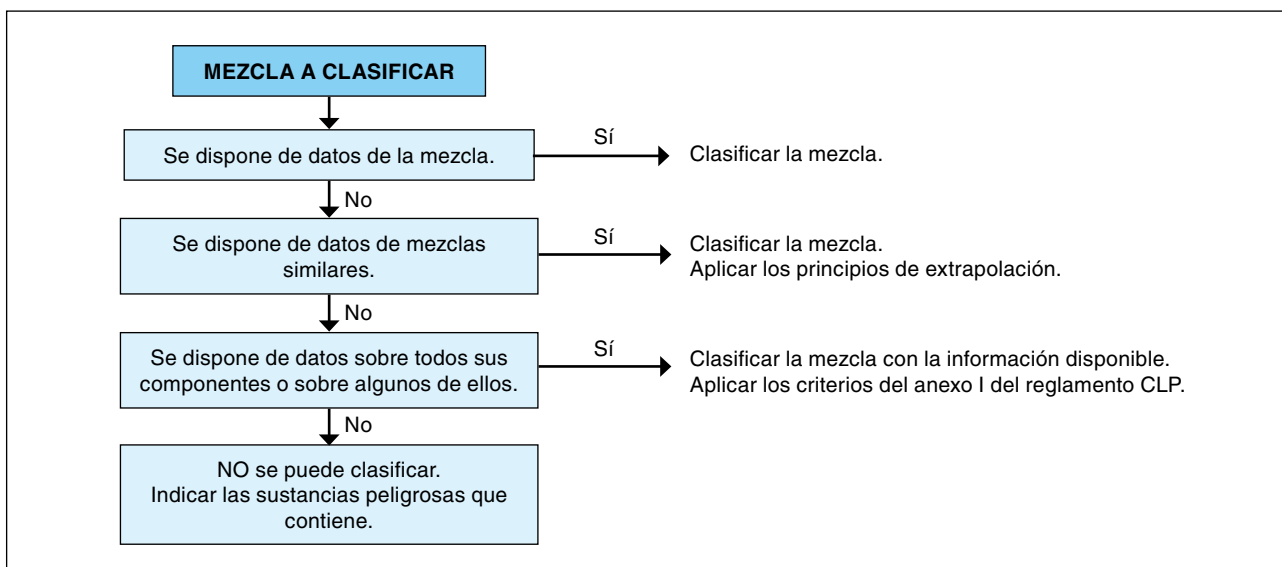 MEZCLA A CLASIFICAR
Se dispone de datos de la mezcla.
Sí
Clasificar la mezcla.
No
Se dispone de datos de mezclas
similares.
Sí
Clasificar la mezcla.
Aplicar los principios de extrapolación.
No
Se dispone de datos sobre todos sus
componentes o sobre algunos de ellos.
Sí
Clasificar la mezcla con la información disponible.
Aplicar los criterios del anexo I del reglamento CLP.
No
NO se puede clasificar.
Indicar las sustancias peligrosas que
contiene.